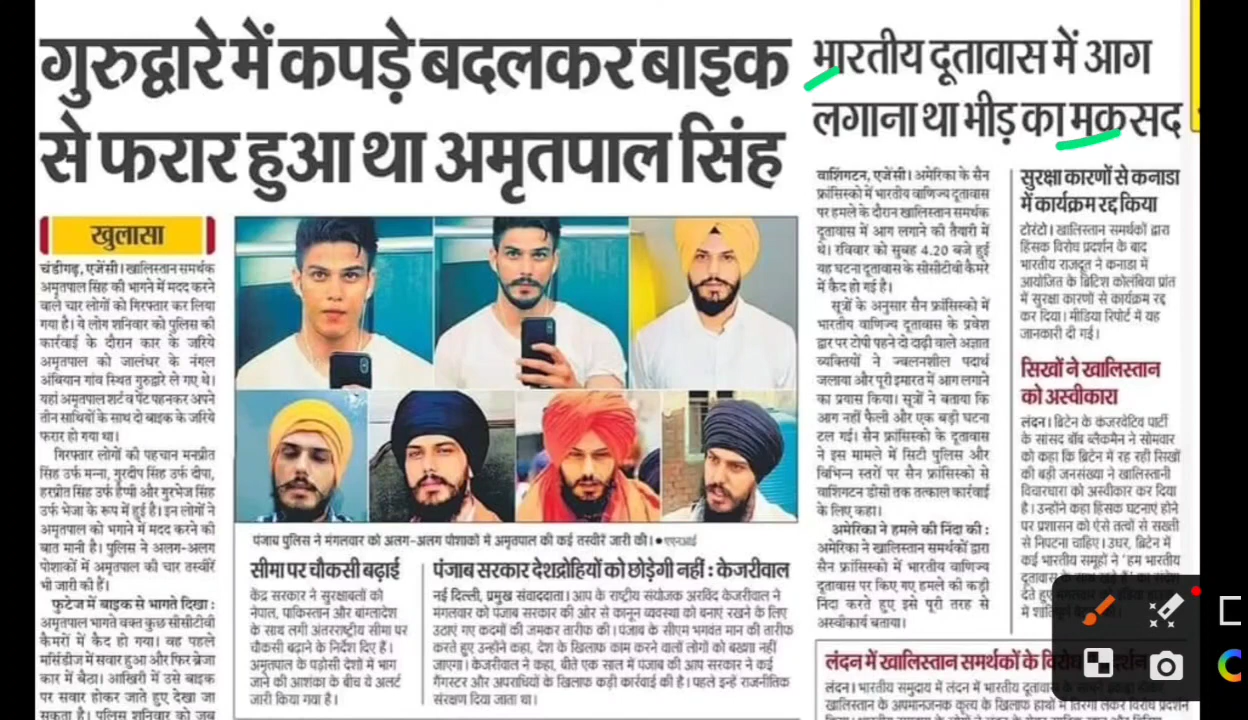 गुरुद्वारे में कपड़े बदलकर बाइक
से फरार हुआ था अमृतपाल सिंह
खुलासा
चंडीगढ़, एजेंसी। खालिस्तान समर्थक
अमृतपाल सिंह की भागने में मदद करने
वाले चार लोगों को गिरफ्तार कर लिया
गया है। ये लोग शनिवार को पुलिस की
कार्रवाई के दौरान कार के जरिये
अमृतपाल को जालंधर के नंगल
अंबियान गांव स्थित गुरुद्वारे ले गए थे।
यहां अमृतपाल शर्ट व पैंट पहनकर अपने
तीन साथियों के साथ दो बाइक के जरिये
फरार हो गया था।
गिरफ्तार लोगों को पहचान मनप्रीत
सिंह उर्फ मन्ना, गुरदीप सिंह उर्फ दीपा,
हरप्रीत सिंह उर्फ हैप्पी और गुरभेज सिंह
उर्फ भेजा के रूप में हुई है। इन लोगों ने
अमृतपाल को भगाने में मदद करने की
बात मानी है। पुलिस ने अलग-अलग
पोशाकों में अमृतपाल की चार तस्वीरें
भी जारी की हैं।
फुटेज में बाइक से भागते दिखा :
अमृतपाल भागते वक्त कुछ सीसीटीवी
कैमरों में कैद हो गया। वह पहले
मर्सिडीज में सवार हुआ और फिर ब्रेजा
कार में बैठा। आखिरी में उसे बाइक
पर सवार होकर जाते हुए देखा जा
सकता है। पुलिस शनिवार को जब
पंजाब पुलिस ने मंगलवार को अलग-अलग पोशाकों में अमृतपाल की कई तस्वीरें जारी की। ● एएनआई
सीमा पर चौकसी बढ़ाई
केंद्र सरकार ने सुरक्षाबलों को
नेपाल, पाकिस्तान और बांग्लादेश
के साथ लगी अंतरराष्ट्रीय सीमा पर
चौकसी बढ़ाने के निर्देश दिए हैं।
अमृतपाल के पड़ोसी देशों में भाग
जाने की आशंका के बीच ये अलर्ट
जारी किया गया है।
पंजाब सरकार देशद्रोहियों को छोड़ेगी नहीं : केजरीवाल
नई दिल्ली, प्रमुख संवाददाता। आप के राष्ट्रीय संयोजक अरविंद केजरीवाल ने
मंगलवार को पंजाब सरकार की ओर से कानून व्यवस्था को बनाए रखने के लिए
उठाए गए कदमों की जमकर तारीफ की। पंजाब के सीएम भगवंत मान की तारीफ
करते हुए उन्होंने कहा, देश के खिलाफ काम करने वालों लोगों को बख्शा नहीं
जाएगा। केजरीवाल ने कहा, बीते एक साल में पंजाब की आप सरकार ने कई
गैंगस्टर और अपराधियों के खिलाफ कड़ी कार्रवाई की है। पहले इन्हें राजनीतिक
संरक्षण दिया जाता था।
भारतीय दूतावास में आग
लगाना था भीड़ का मकसद
वाशिंगटन, एजेंसी। अमेरिका के सैन
फ्रांसिस्को में भारतीय वाणिज्य दूतावास
पर हमले के दौरान खालिस्तान समर्थक
दूतावास में आग लगाने की तैयारी में
थे। रविवार को सुबह 4.20 बजे हुई
यह घटना दूतावास के सीसीटीवी कैमरे
में कैद हो गई है।
सूत्रों के अनुसार सैन फ्रांसिस्को में
भारतीय वाणिज्य दूतावास के प्रवेश
द्वार पर टोपी पहने दो दाढ़ी वाले अज्ञात
व्यक्तियों ने ज्वलनशील पदार्थ
जलाया और पूरी इमारत में आग लगाने
का प्रयास किया। सूत्रों ने बताया कि
आग नहीं फैली और एक बड़ी घटना
टल गई। सैन फ्रांसिस्को के दूतावास
ने इस मामले में सिटी पुलिस और
विभिन्न स्तरों पर सैन फ्रांसिस्को से
वाशिंगटन डीसी तक तत्काल कार्रवाई
के लिए कहा।
अमेरिका ने हमले की निंदा की :
अमेरिका ने खालिस्तान समर्थकों द्वारा
सैन फ्रांसिस्को में भारतीय वाणिज्य
दूतावास पर किए गए हमले की कड़ी
निंदा करते हुए इसे पूरी तरह से
अस्वीकार्य बताया।
सुरक्षा कारणों से कनाडा
में कार्यक्रम रद्द किया
टोरंटो। खालिस्तान समर्थकों द्वारा
हिंसक विरोध प्रदर्शन के बाद
भारतीय राजदूत ने कनाडा में
आयोजित के ब्रिटिश कोलंबिया प्रांत
में सुरक्षा कारणों से कार्यक्रम रद्द
कर दिया। मीडिया रिपोर्ट में यह
जानकारी दी गई।
सिखों ने खालिस्तान
को अस्वीकारा
लंदन। ब्रिटेन के कंजरवेटिव पार्टी
के सांसद बॉब ब्लैकमैन ने सोमवार
को कहा कि ब्रिटेन में रह रही सिखों
की बड़ी जनसंख्या ने खालिस्तानी
विचारधारा को अस्वीकार कर दिया
है। उन्होंने कहा हिंसक घटनाएं होने
पर प्रशासन को ऐसे तत्वों से सख्ती
से निपटना चाहिए। उधर, ब्रिटेन में
कई भारतीय समूहों ने 'हम भारतीय
दूतावास
देते हुए
में
लंदन में खालिस्तान समर्थकों के विरोध
लंदन। भारतीय समुदाय में लंदन में भारतीय दूतावास
खालिस्तान के अपमानजनक कृत्य के खिलाफ हाथों में तिरंगा लेकर विरोध प्रदर्शन